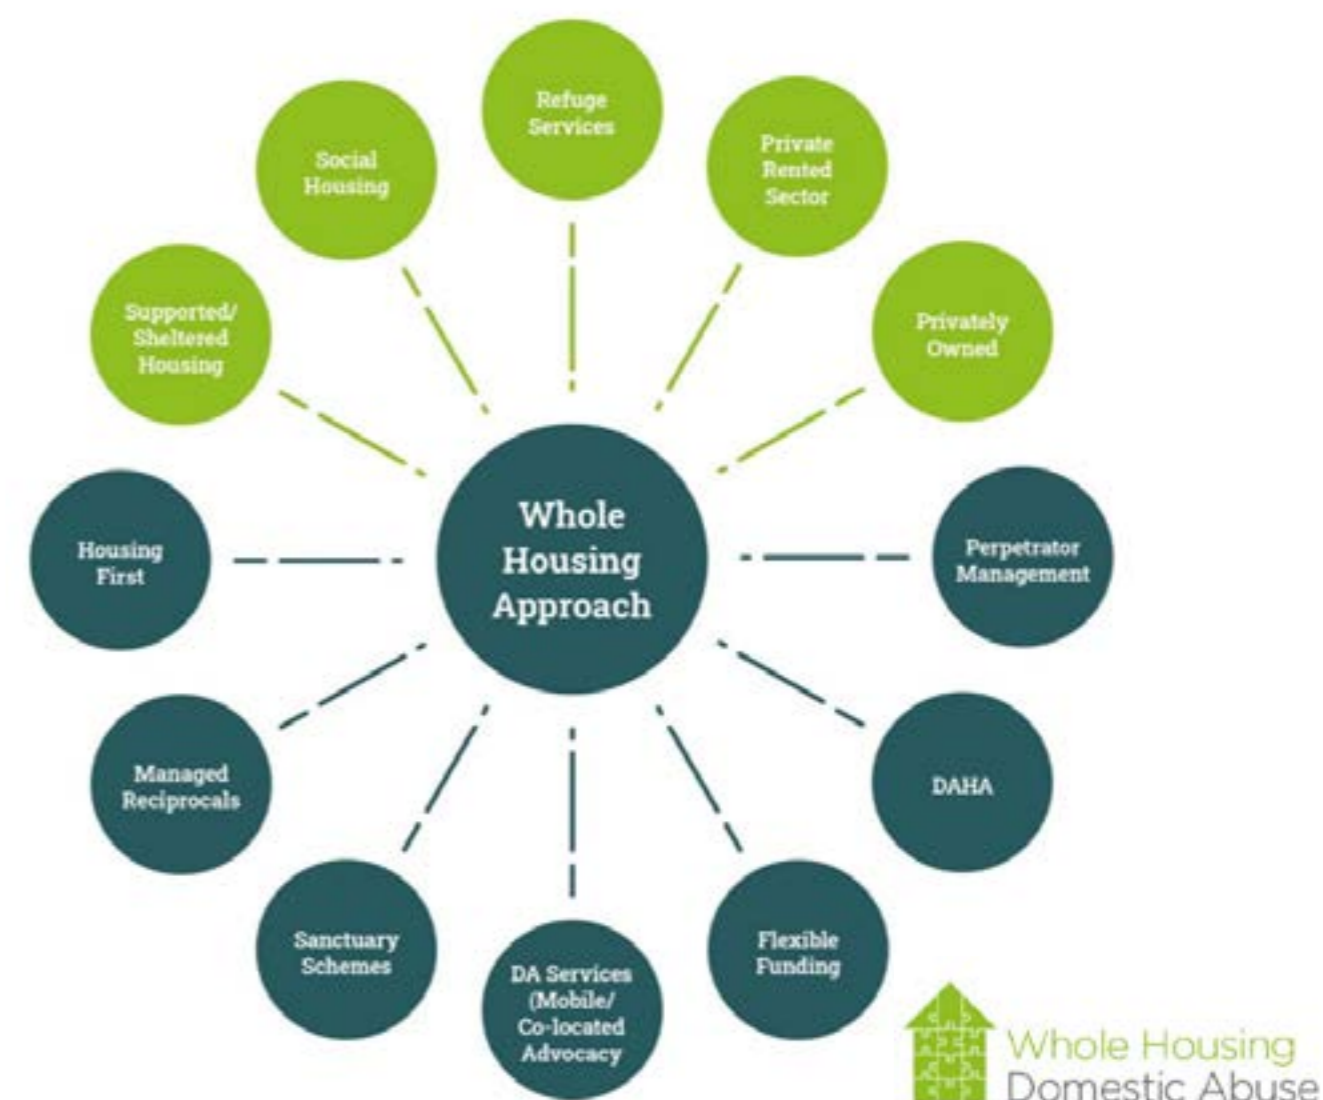 Refuge
Services
Social
Housing
Private
Rented
Sector
Supported/
Sheltered
Housing
Privately
Owned
Whole
Housing
Approach
Housing
First
Perpetrator
Management
Managed
Reciprocals
DAHA
Sanctuary
Schemes
DA Services
(Mobile/
Co-located
Advocacy
Flexible
Funding
Whole Housing
Domestic Abuse